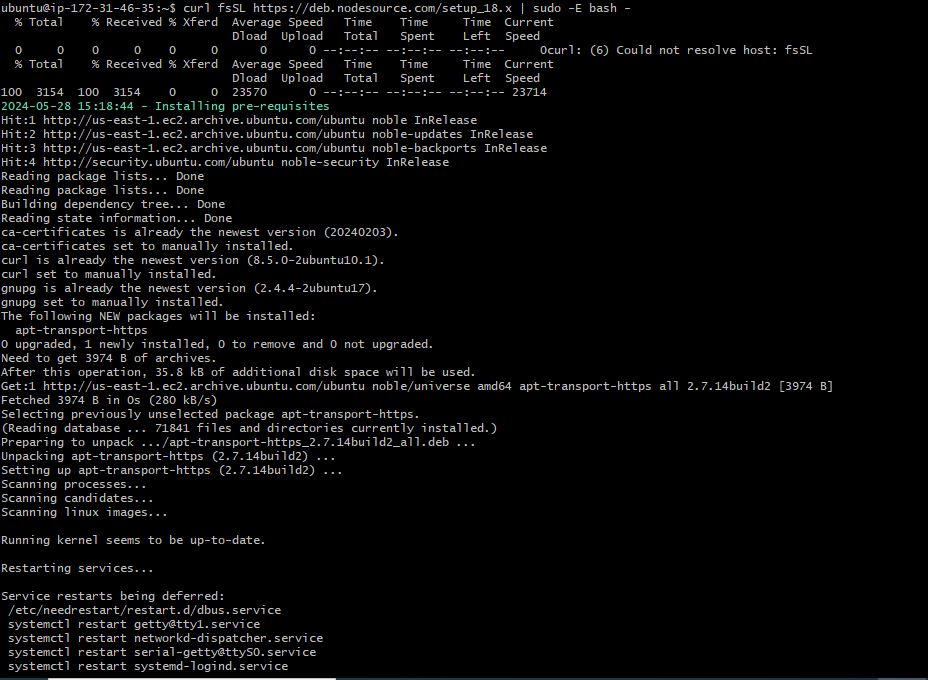 ubuntu@ip-172-31-46-35:~$ curl fsSL https://deb.nodesource.com/setup_18.x | sudo -E bash -
  % Total    % Received % Xferd  Average Speed   Time    Time     Time  Current
                                 Dload  Upload   Total   Spent    Left  Speed
  0     0    0     0    0     0      0      0 --:--:-- --:--:-- --:--:--     0curl: (6) Could not resolve host: fsSL
  % Total    % Received % Xferd  Average Speed   Time    Time     Time  Current
                                 Dload  Upload   Total   Spent    Left  Speed
100  3154  100  3154    0     0  23570      0 --:--:-- --:--:-- --:--:-- 23714
2024-05-28 15:18:44 - Installing pre-requisites
Hit:1 http://us-east-1.ec2.archive.ubuntu.com/ubuntu noble InRelease
Hit:2 http://us-east-1.ec2.archive.ubuntu.com/ubuntu noble-updates InRelease
Hit:3 http://us-east-1.ec2.archive.ubuntu.com/ubuntu noble-backports InRelease
Hit:4 http://security.ubuntu.com/ubuntu noble-security InRelease
Reading package lists... Done
Reading package lists... Done
Building dependency tree... Done
Reading state information... Done
ca-certificates is already the newest version (20240203).
ca-certificates set to manually installed.
curl is already the newest version (8.5.0-2ubuntu10.1).
curl set to manually installed.
gnupg is already the newest version (2.4.4-2ubuntu17).
gnupg set to manually installed.
The following NEW packages will be installed:
  apt-transport-https
0 upgraded, 1 newly installed, 0 to remove and 0 not upgraded.
Need to get 3974 B of archives.
After this operation, 35.8 kB of additional disk space will be used.
Get:1 http://us-east-1.ec2.archive.ubuntu.com/ubuntu noble/universe amd64 apt-transport-https all 2.7.14build2 [3974 B]
Fetched 3974 B in 0s (280 kB/s)
Selecting previously unselected package apt-transport-https.
(Reading database ... 71841 files and directories currently installed.)
Preparing to unpack .../apt-transport-https_2.7.14build2_all.deb ...
Unpacking apt-transport-https (2.7.14build2) ...
Setting up apt-transport-https (2.7.14build2) ...
Scanning processes...
Scanning candidates...
Scanning linux images...
Running kernel seems to be up-to-date.
Restarting services...
Service restarts being deferred:
 /etc/needrestart/restart.d/dbus.service
 systemctl restart getty@tty1.service
 systemctl restart networkd-dispatcher.service
 systemctl restart serial-getty@ttyS0.service
 systemctl restart systemd-logind.service